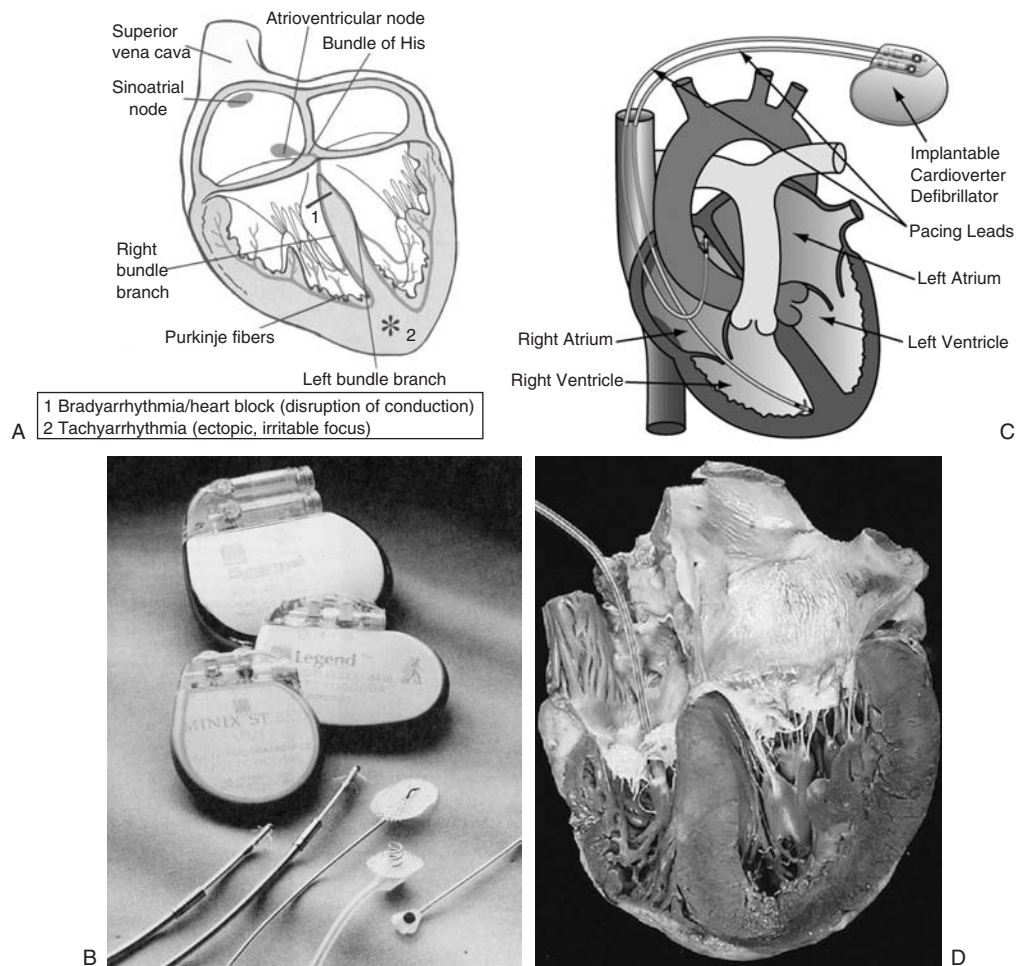 Superior
vena cava
Atrioventricular node
Bundle of His
Sinoatrial
node
1
Right
bundle
branch
Purkinje fibers
2
Left bundle branch
1 Bradyarrhythmia/heart block (disruption of conduction)
2 Tachyarrhythmia (ectopic, irritable focus)
A
Implantable
Cardioverter
Defibrillator
Pacing Leads
Left Atrium
Left Ventricle
Right Atrium
Right Ventricle
C
Legend
MINIX ST
B
D